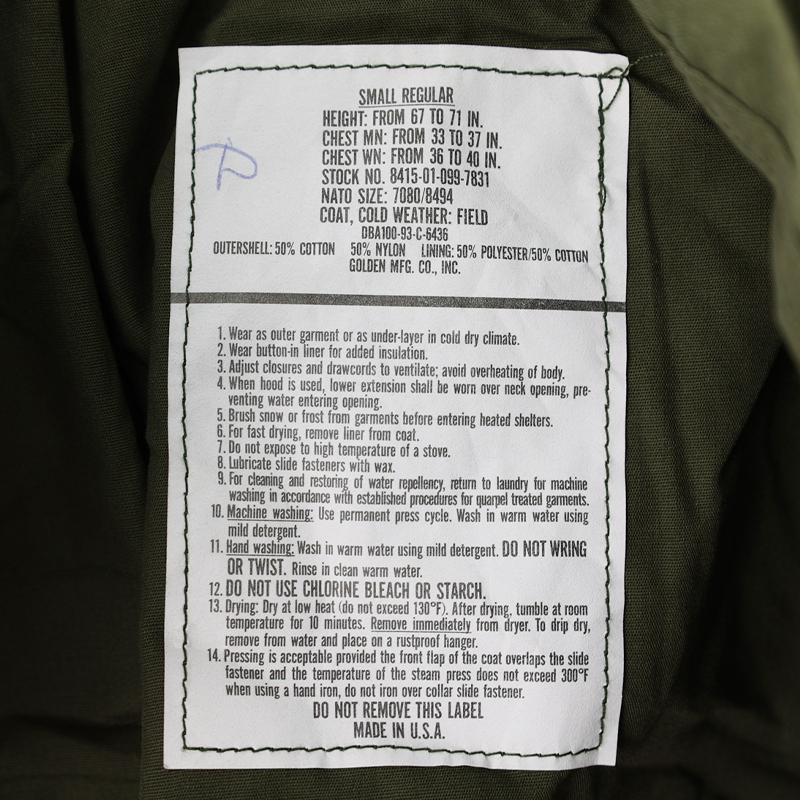 SMALL REGULAR
HEIGHT: FROM 67 TO 71 IN.
CHEST MN: FROM 33 TO 37 IN.
CHEST WN: FROM 36 TO 40 IN.
STOCK NO. 8415-01-099-7831
NATO SIZE: 7080/8494
COAT, COLD WEATHER: FIELD
DBA100-93-C-6436
OUTERSHELL: 50% COTTON 50% NYLON LINING: 50% POLYESTER/50% COTTON
GOLDEN MFG. CO., INC.
1. Wear as outer garment or as under-layer in cold dry climate.
2. Wear button-in liner for added insulation.
3. Adjust closures and drawcords to ventilate; avoid overheating of body.
4. When hood is used, lower extension shall be worn over neck opening, pre-
venting water entering opening.
5. Brush snow or frost from garments before entering heated shelters.
6. For fast drying, remove liner from coat.
7. Do not expose to high temperature of a stove.
8. Lubricate slide fasteners with wax.
9. For cleaning and restoring of water repellency, return to laundry for machine
washing in accordance with established procedures for quarpel treated garments.
10. Machine washing: Use permanent press cycle. Wash in warm water using
mild detergent.
11. Hand washing: Wash in warm water using mild detergent. DO NOT WRING
OR TWIST. Rinse in clean warm water.
12. DO NOT USE CHLORINE BLEACH OR STARCH.
13. Drying: Dry at low heat (do not exceed 130°F). After drying, tumble at room
temperature for 10 minutes. Remove immediately from dryer. To drip dry,
remove from water and place on a rustproof hanger.
14. Pressing is acceptable provided the front flap of the coat overlaps the slide
fastener and the temperature of the steam press does not exceed 300°F
when using a hand iron, do not iron over collar slide fastener.
DO NOT REMOVE THIS LABEL
MADE IN U.S.A.